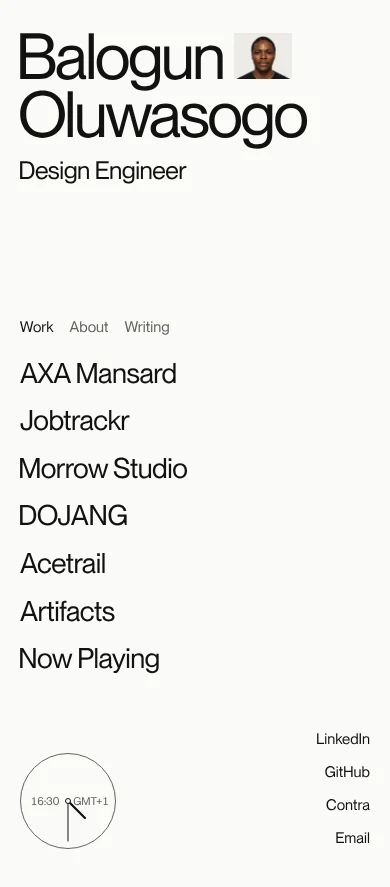 Balogun
Oluwasogo
Design Engineer
Work About Writing
AXA Mansard
Jobtrackr
Morrow Studio
DOJANG
Acetrail
Artifacts
Now Playing
LinkedIn
GitHub
16:30 GMT+1
Contra
Email